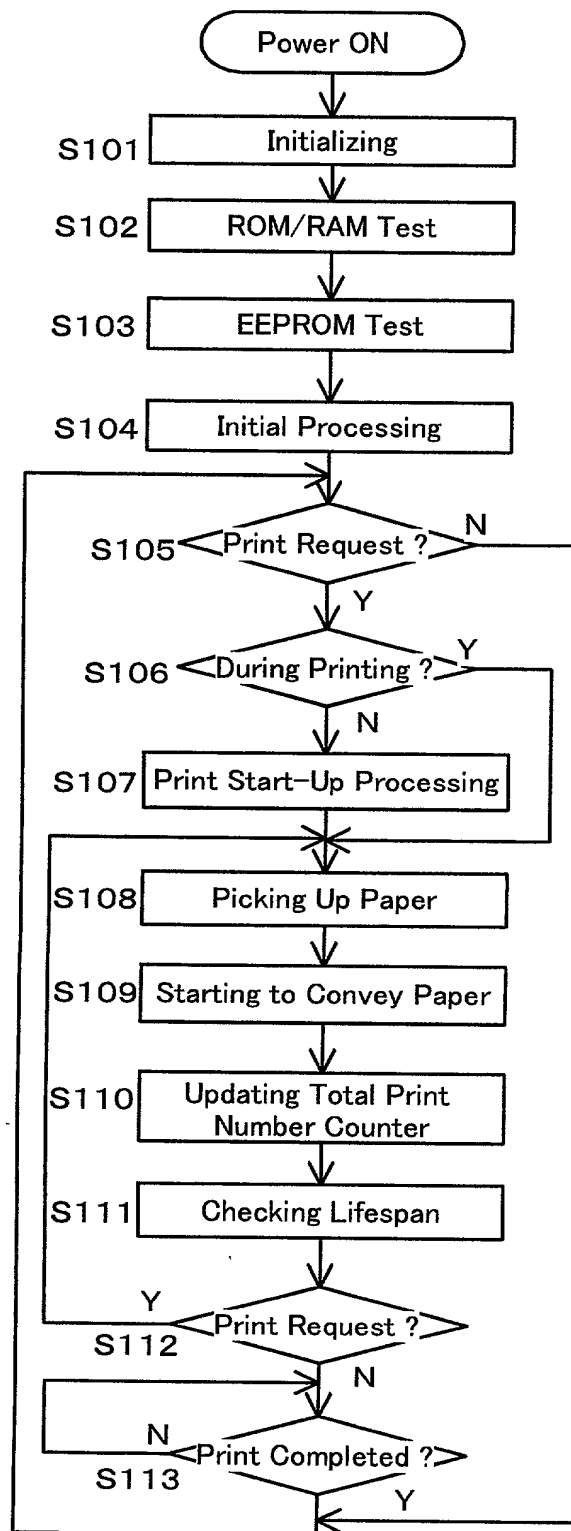 Power ON
S101
Initializing
S102
ROM/RAM Test
S103
EEPROM Test
S104
Initial Processing
S105
Print Request ?
N
Y
S106
During Printing ?
Y
N
S107
Print Start-Up Processing
S108
Picking Up Paper
S109
Starting to Convey Paper
S110
Updating Total Print
Number Counter
S111
Checking Lifespan
Y
S112
Print Request ?
N
N
S113
Print Completed ?
Y